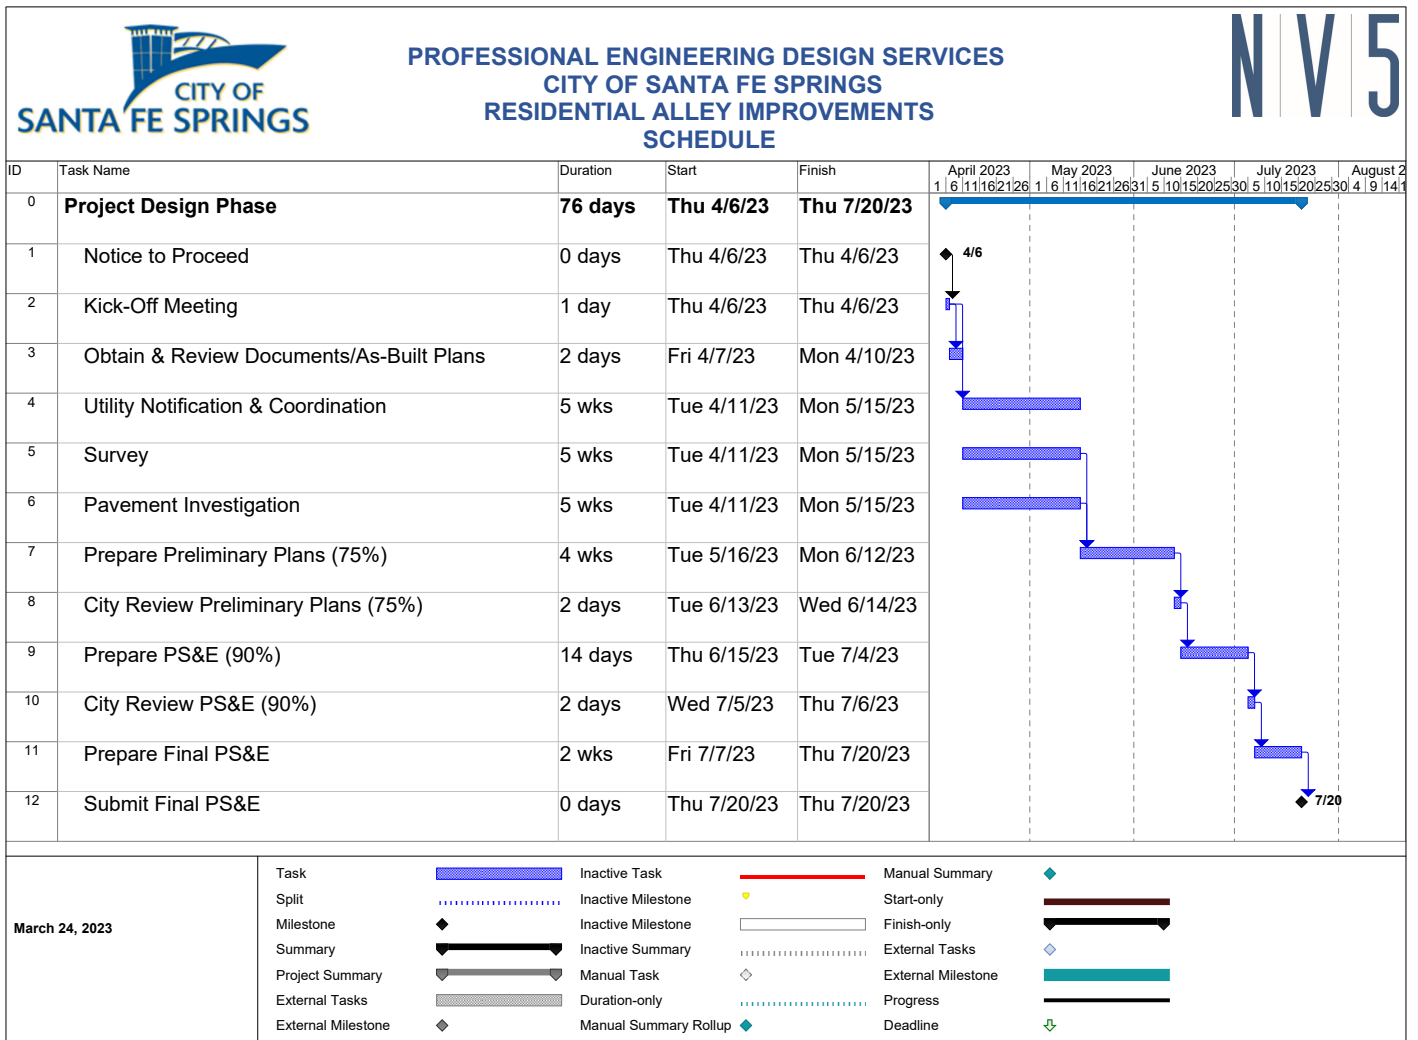 CITY OF
SANTA FE SPRINGS
PROFESSIONAL ENGINEERING DESIGN SERVICES
CITY OF SANTA FE SPRINGS
RESIDENTIAL ALLEY IMPROVEMENTS
SCHEDULE
N|V|5
ID Task Name Duration Start Finish April 2023 May 2023 June 2023 July 2023 August 2
1 6 11 16 21 26 1 6 11 16 21 26 31 5 10 15 20 25 30 5 10 15 20 25 30 4 9 14 1
0 Project Design Phase 76 days Thu 4/6/23 Thu 7/20/23
1 Notice to Proceed 0 days Thu 4/6/23 Thu 4/6/23 4/6
2 Kick-Off Meeting 1 day Thu 4/6/23 Thu 4/6/23
3 Obtain & Review Documents/As-Built Plans 2 days Fri 4/7/23 Mon 4/10/23
4 Utility Notification & Coordination 5 wks Tue 4/11/23 Mon 5/15/23
5 Survey 5 wks Tue 4/11/23 Mon 5/15/23
6 Pavement Investigation 5 wks Tue 4/11/23 Mon 5/15/23
7 Prepare Preliminary Plans (75%) 4 wks Tue 5/16/23 Mon 6/12/23
8 City Review Preliminary Plans (75%) 2 days Tue 6/13/23 Wed 6/14/23
9 Prepare PS&E (90%) 14 days Thu 6/15/23 Tue 7/4/23
10 City Review PS&E (90%) 2 days Wed 7/5/23 Thu 7/6/23
11 Prepare Final PS&E 2 wks Fri 7/7/23 Thu 7/20/23
12 Submit Final PS&E 0 days Thu 7/20/23 Thu 7/20/23 7/20
March 24, 2023
Task Inactive Task Manual Summary
Split Inactive Milestone Start-only
Milestone Inactive Milestone Finish-only
Summary Inactive Summary External Tasks
Project Summary Manual Task External Milestone
External Tasks Duration-only Progress
External Milestone Manual Summary Rollup Deadline